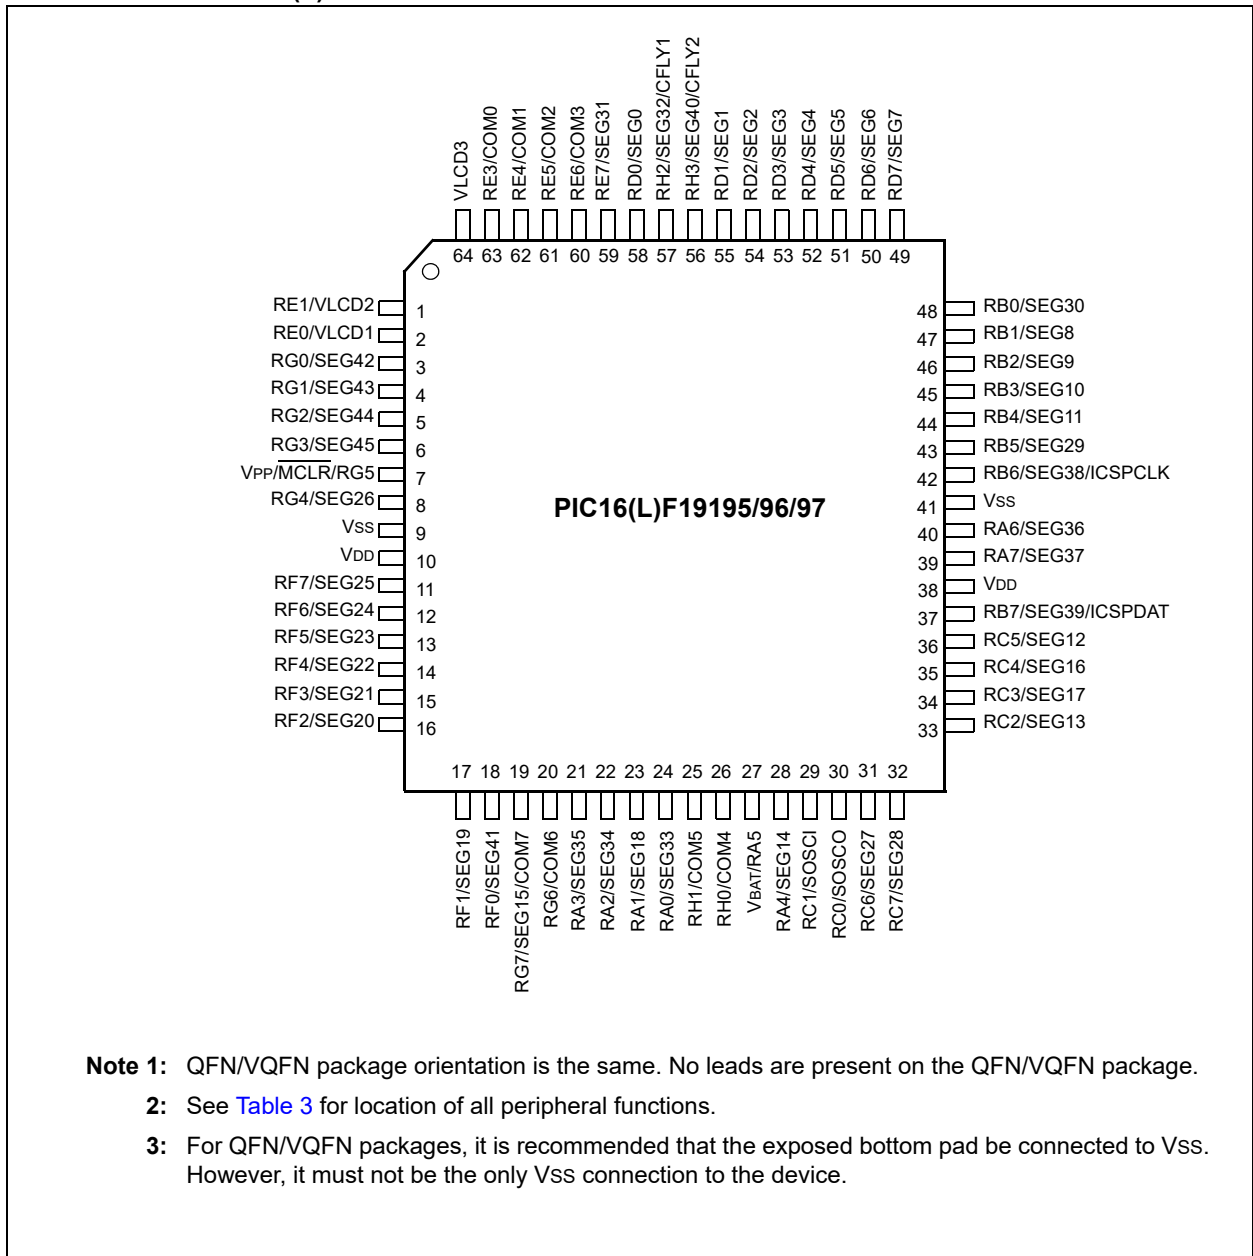 VLCD3
RE3/COM0
RE4/COM1
RE5/COM2
RE6/COM3
RE7/SEG31
RD0/SEG0
RH2/SEG32/CFLY1
RH3/SEG40/CFLY2
RD1/SEG1
RD2/SEG2
RD3/SEG3
RD4/SEG4
RD5/SEG5
RD6/SEG6
RD7/SEG7
64 63 62 61 60 59 58 57 56 55 54 53 52 51 50 49
RE1/VLCD2 1
RE0/VLCD1 2
RG0/SEG42 3
RG1/SEG43 4
RG2/SEG44 5
RG3/SEG45 6
VPP/MCLR/RG5 7
RG4/SEG26 8
VSS 9
VDD 10
RF7/SEG25 11
RF6/SEG24 12
RF5/SEG23 13
RF4/SEG22 14
RF3/SEG21 15
RF2/SEG20 16
PIC16(L)F19195/96/97
48 RB0/SEG30
47 RB1/SEG8
46 RB2/SEG9
45 RB3/SEG10
44 RB4/SEG11
43 RB5/SEG29
42 RB6/SEG38/ICSPCLK
41 VSS
40 RA6/SEG36
39 RA7/SEG37
38 VDD
37 RB7/SEG39/ICSPDAT
36 RC5/SEG12
35 RC4/SEG16
34 RC3/SEG17
33 RC2/SEG13
17 18 19 20 21 22 23 24 25 26 27 28 29 30 31 32
RF1/SEG19
RF0/SEG41
RG7/SEG15/COM7
RG6/COM6
RA3/SEG35
RA2/SEG34
RA1/SEG18
RA0/SEG33
RH1/COM5
RH0/COM4
VBAT/RA5
RA4/SEG14
RC1/SOSCI
RC0/SOSCO
RC6/SEG27
RC7/SEG28
Note 1: QFN/VQFN package orientation is the same. No leads are present on the QFN/VQFN package.
2: See Table 3 for location of all peripheral functions.
3: For QFN/VQFN packages, it is recommended that the exposed bottom pad be connected to VSS.
However, it must not be the only VSS connection to the device.